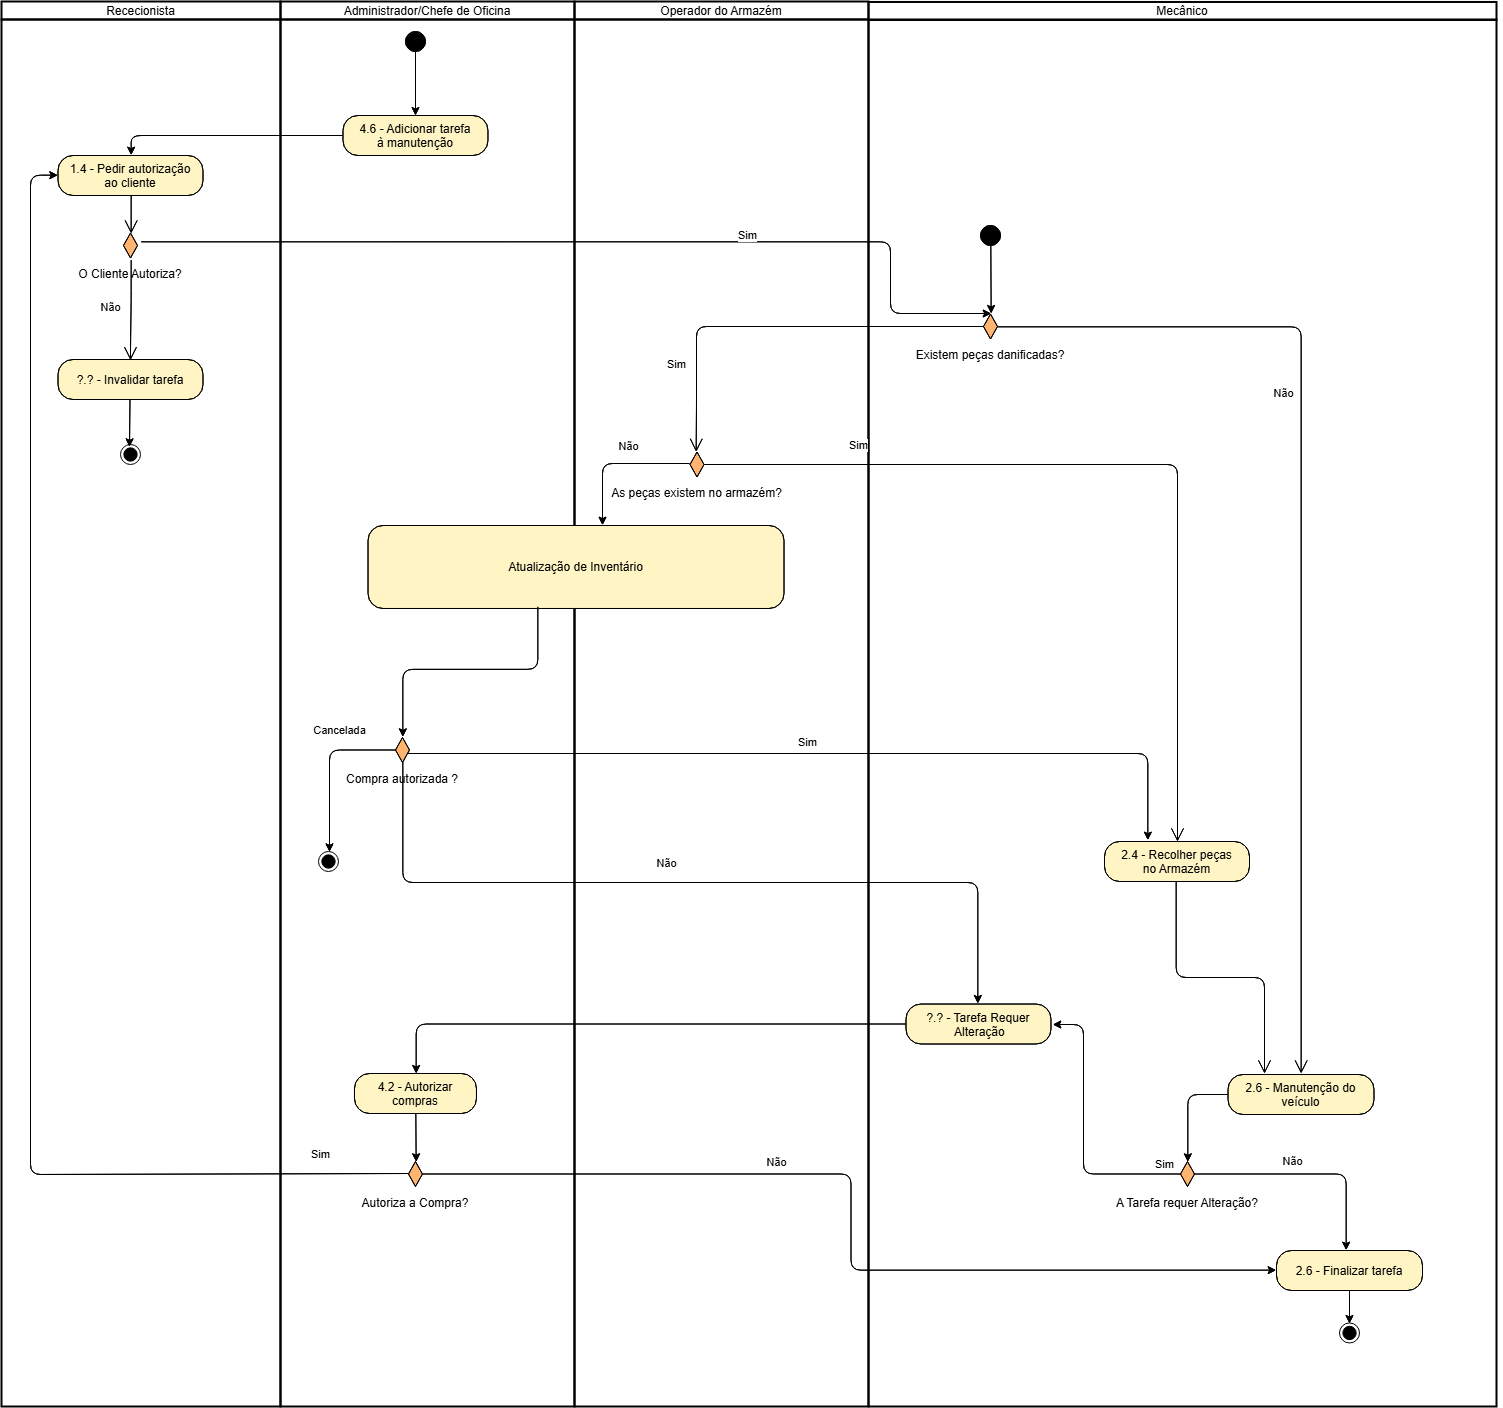 Rececionista
Administrador/Chefe de Oficina
Operador do Armazém
Mecânico
4.6 - Adicionar tarefa
à manutenção
1.4 - Pedir autorização
ao cliente
Sim
O Cliente Autoriza?
Não
Existem peças danificadas?
Sim
?.? - Invalidar tarefa
Não
Não
Sim
As peças existem no armazém?
Atualização de Inventário
Cancelada
Sim
Compra autorizada ?
Não
2.4 - Recolher peças
no Armazém
?.? - Tarefa Requer
Alteração
4.2 - Autorizar
compras
2.6 - Manutenção do
veículo
Sim
Não
Sim
Não
Autoriza a Compra?
A Tarefa requer Alteração?
2.6 - Finalizar tarefa